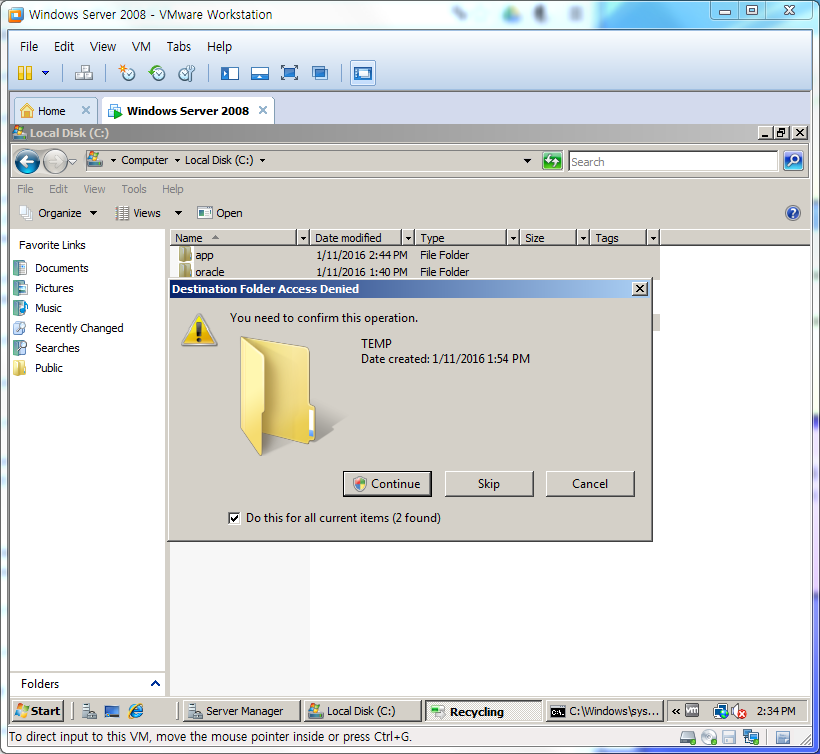 Windows Server 2008 - VMware Workstation
File Edit View VM Tabs Help
Home Windows Server 2008
Local Disk (C:)
Computer Local Disk (C:) Search
File Edit View Tools Help
Organize Views Open
Favorite Links
Documents
Pictures
Music
Recently Changed
Searches
Public
Name Date modified Type Size Tags
app 1/11/2016 2:44 PM File Folder
oracle 1/11/2016 1:40 PM File Folder
Destination Folder Access Denied
You need to confirm this operation.
TEMP
Date created: 1/11/2016 1:54 PM
Continue Skip Cancel
Do this for all current items (2 found)
Folders
Start Server Manager Local Disk (C:) Recycling C:\Windows\sys... « vm 2:34 PM
To direct input to this VM, move the mouse pointer inside or press Ctrl+G.